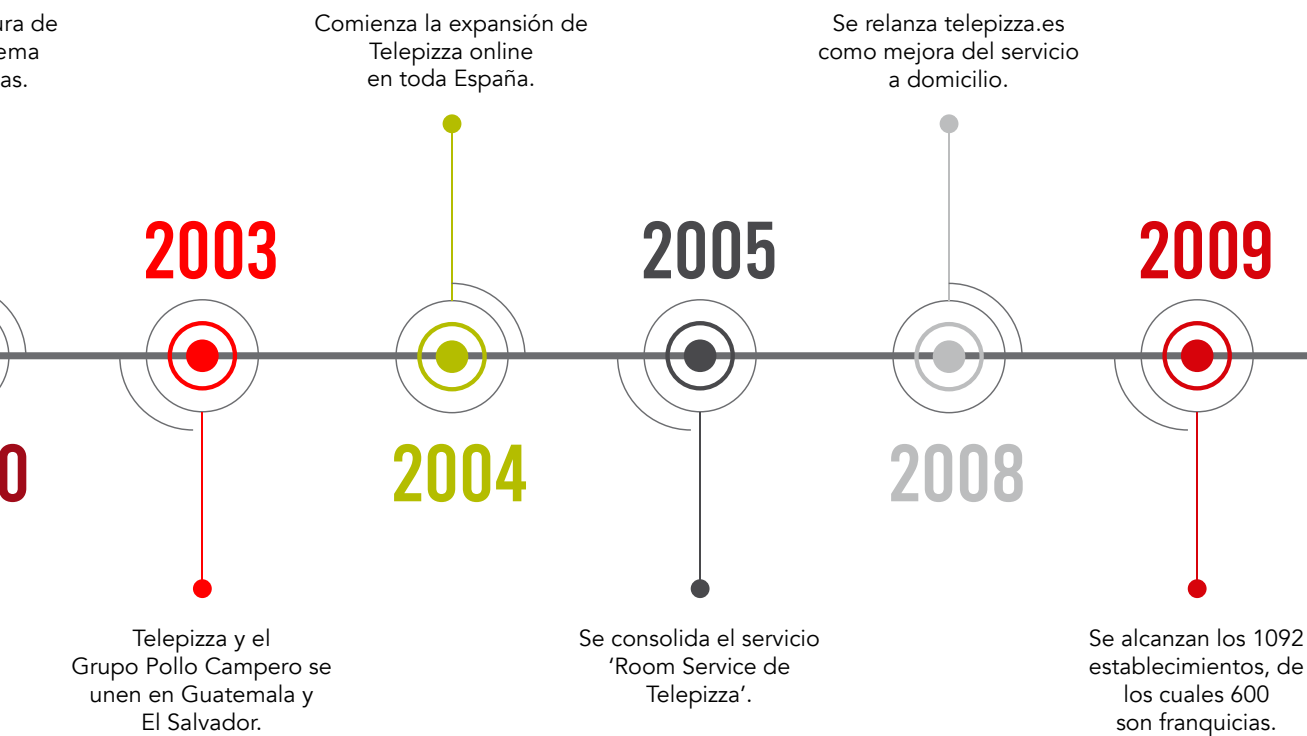 de
Comienza la expansión de
Telepizza online
en toda España.
Se relanza telepizza.es
como mejora del servicio
a domicilio.
2003
2005
2009
0
2004
2008
Telepizza y el
Grupo Pollo Campero se
unen en Guatemala y
El Salvador.
Se consolida el servicio
‘Room Service de
Telepizza’.
Se alcanzan los 1092
establecimientos, de
los cuales 600
son franquicias.